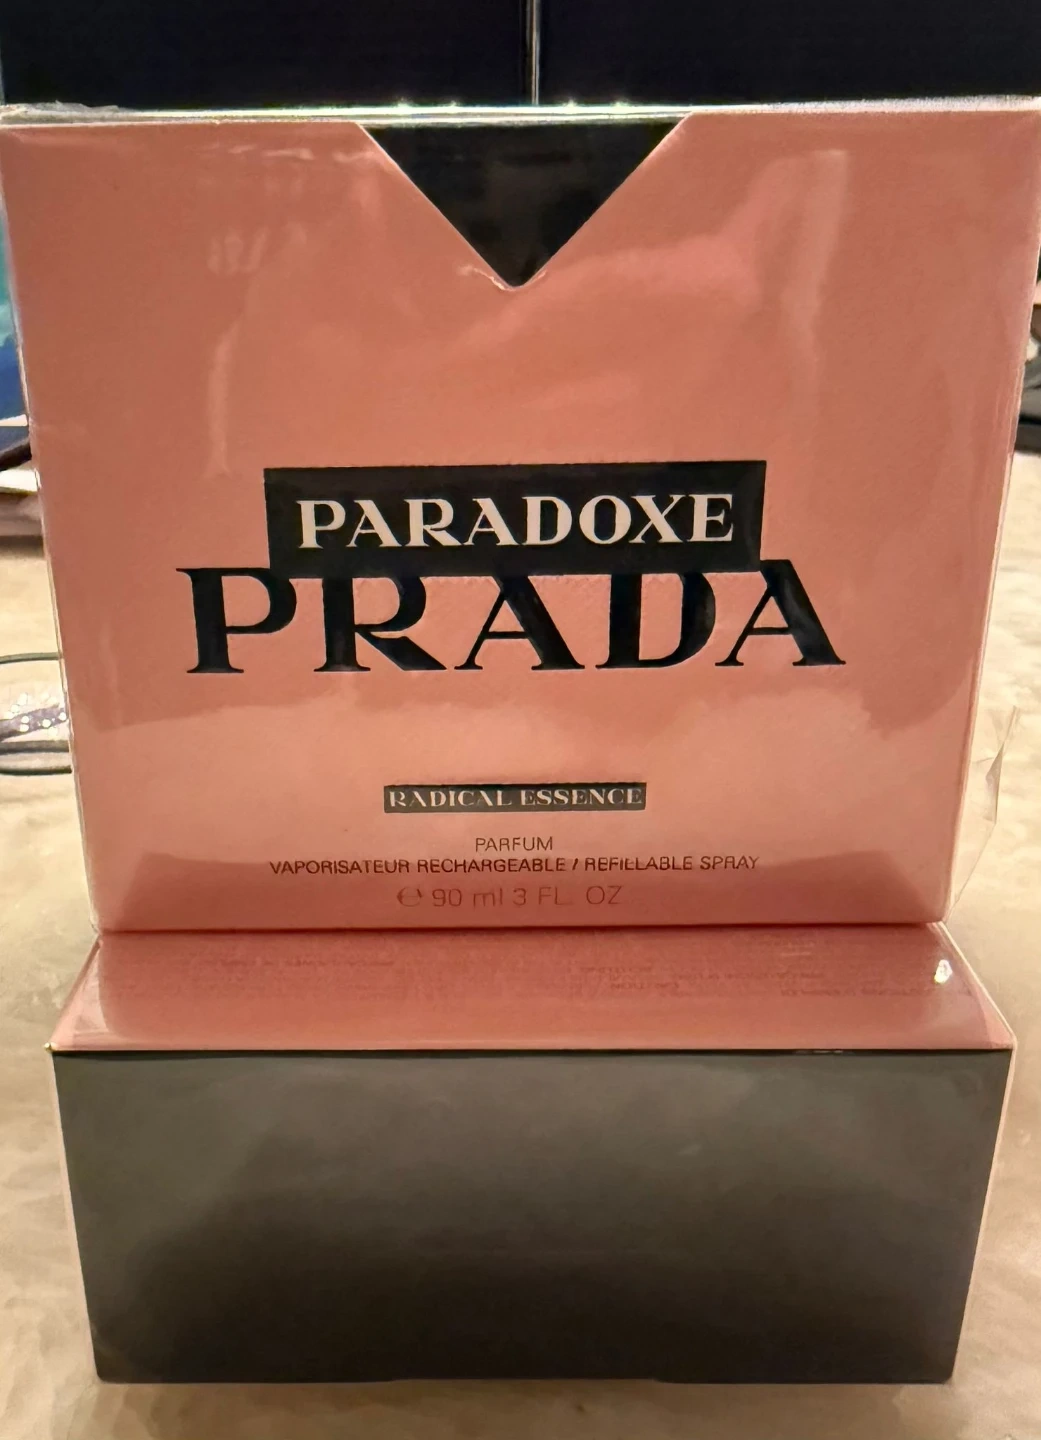 PARADOXE
PRADA
RADICAL ESSENCE
PARFUM
VAPORISATEUR RECHARGEABLE / REFILLABLE SPRAY
℮ 90 ml 3 FL. OZ